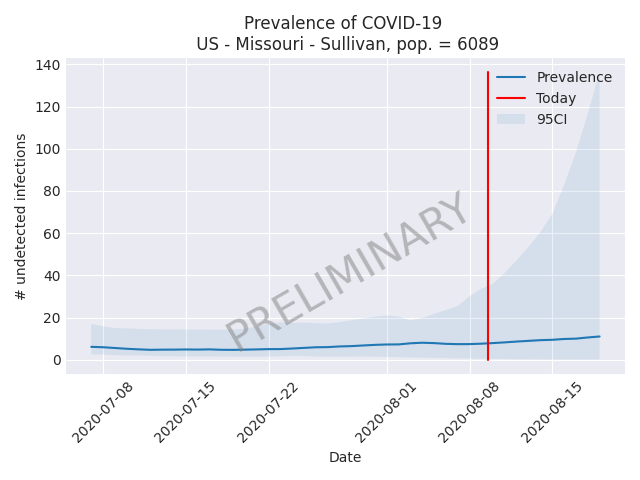 Prevalence of COVID-19
US - Missouri - Sullivan, pop. = 6089
140
120
100
80
60
40
20
0
# undetected infections
Prevalence
Today
95CI
PRELIMINARY
2020-07-08
2020-07-15
2020-07-22
2020-08-01
2020-08-08
2020-08-15
Date